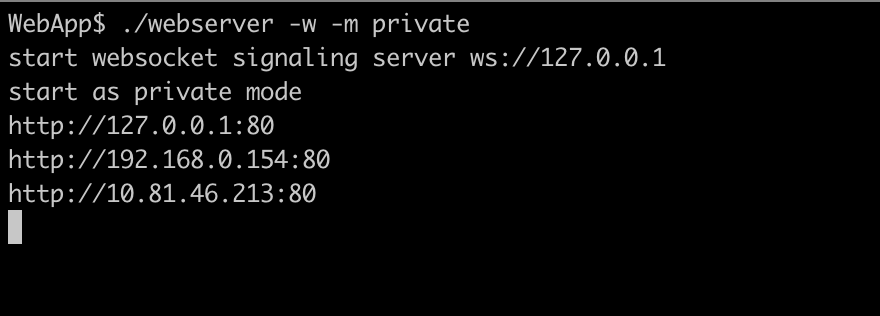 WebApp$ ./webserver -w -m private
start websocket signaling server ws://127.0.0.1
start as private mode
http://127.0.0.1:80
http://192.168.0.154:80
http://10.81.46.213:80